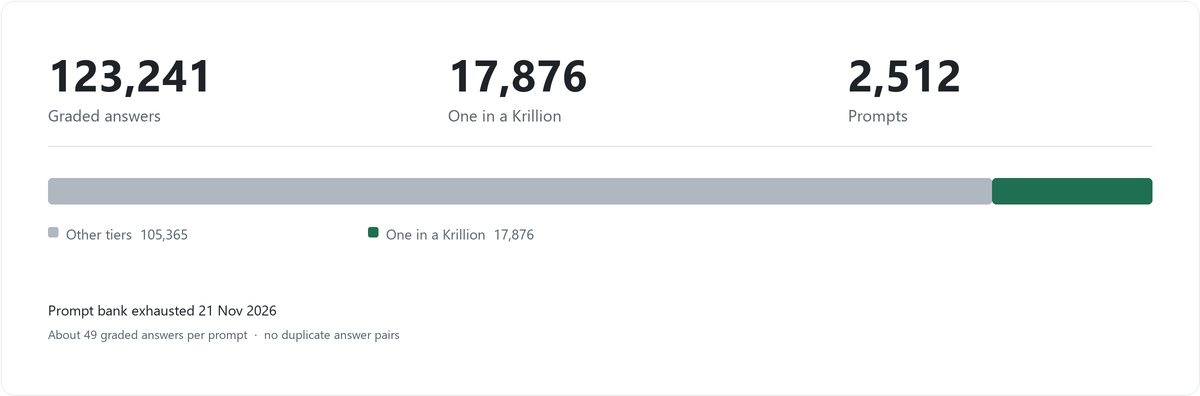 123,241 17,876 2,512
Graded answers One in a Krillion Prompts
Other tiers 105,365 One in a Krillion 17,876
Prompt bank exhausted 21 Nov 2026
About 49 graded answers per prompt · no duplicate answer pairs